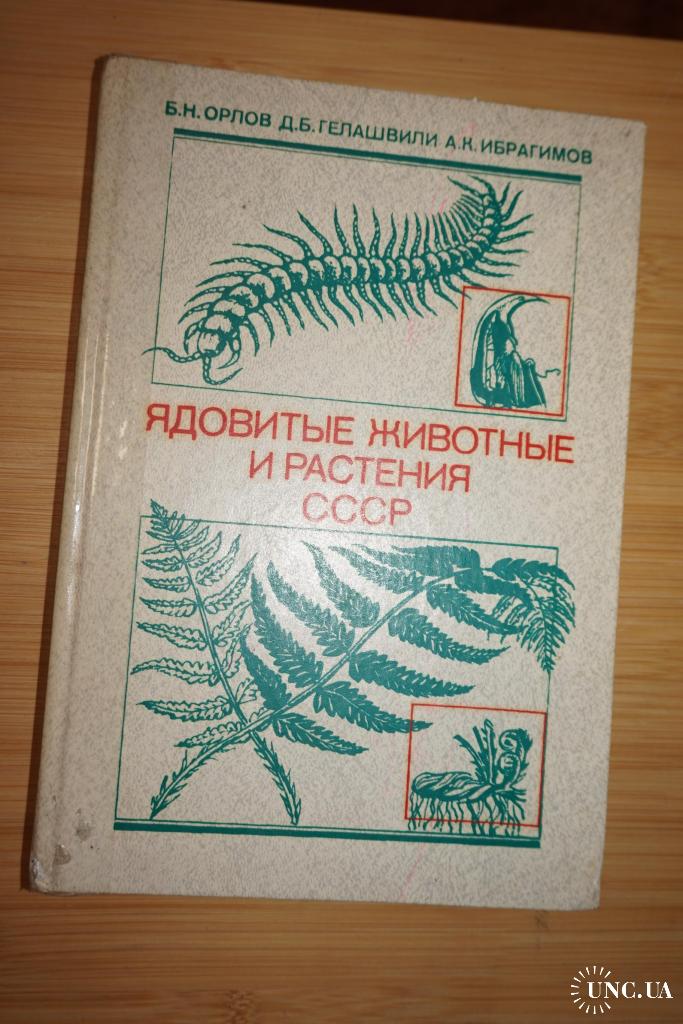 Б.Н. ОРЛОВ Д.Б. ГЕЛАШВИЛИ А.К. ИБРАГИМОВ
ЯДОВИТЫЕ ЖИВОТНЫЕ
И РАСТЕНИЯ
СССР
UNC.UA